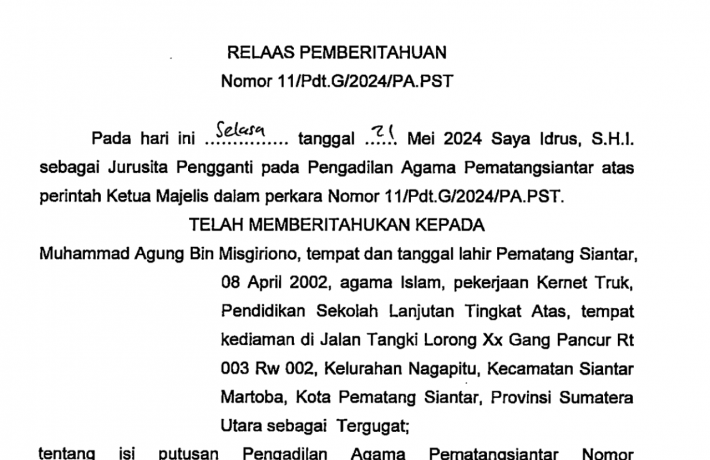 RELAAS PEMBERITAHUAN
Nomor 11/Pdt.G/2024/PA.PST
Pada hari ini ...Selasa... tanggal ..21.. Mei 2024 Saya Idrus, S.H.I.
sebagai Jurusita Pengganti pada Pengadilan Agama Pematangsiantar atas
perintah Ketua Majelis dalam perkara Nomor 11/Pdt.G/2024/PA.PST.
TELAH MEMBERITAHUKAN KEPADA
Muhammad Agung Bin Misgiriono, tempat dan tanggal lahir Pematang Siantar,
08 April 2002, agama Islam, pekerjaan Kernet Truk,
Pendidikan Sekolah Lanjutan Tingkat Atas, tempat
kediaman di Jalan Tangki Lorong Xx Gang Pancur Rt
003 Rw 002, Kelurahan Nagapitu, Kecamatan Siantar
Martoba, Kota Pematang Siantar, Provinsi Sumatera
Utara sebagai Tergugat;
tentang isi putusan Pengadilan Agama Pematangsiantar Nomor